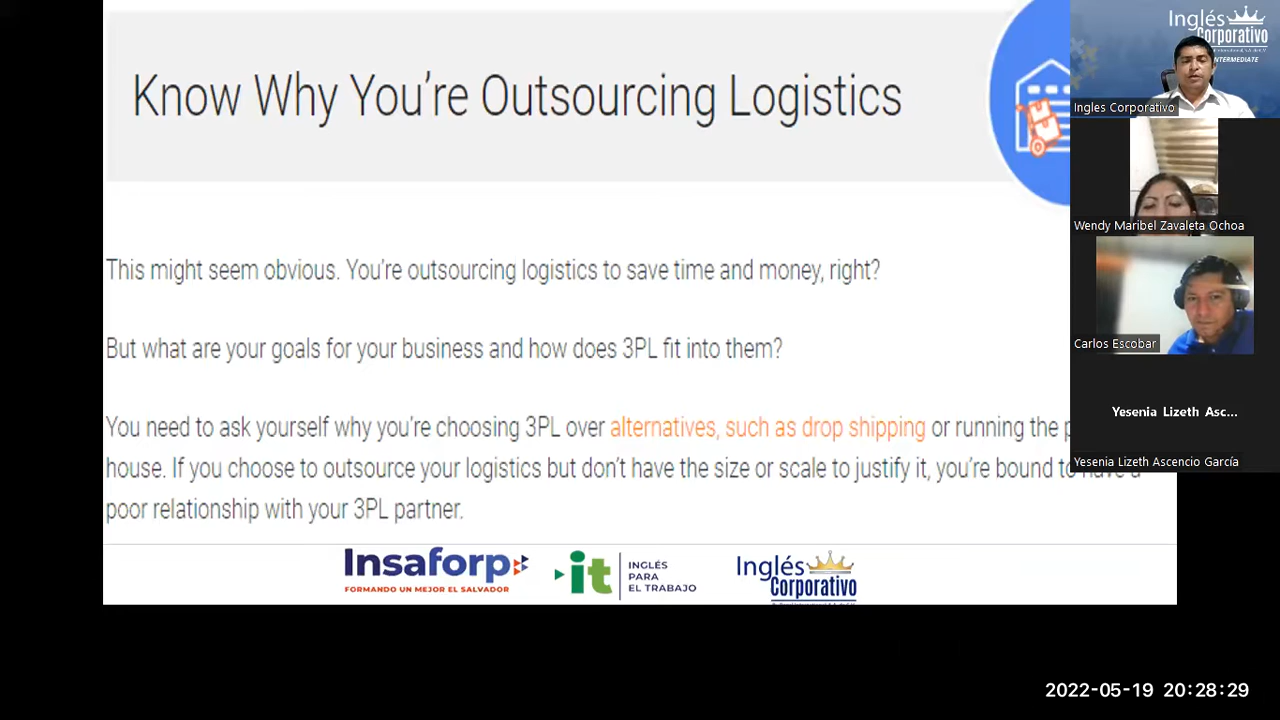 Know Why You're Outsourcing Logistics
This might seem obvious. You're outsourcing logistics to save time and money, right?
But what are your goals for your business and how does 3PL fit into them?
You need to ask yourself why you're choosing 3PL over alternatives, such as drop shipping or running the
house. If you choose to outsource your logistics but don't have the size or scale to justify it, you're bound to have a
poor relationship with your 3PL partner.
Insaforp
FORMANDO UN MEJOR EL SALVADOR
it
INGLÉS
PARA
EL TRABAJO
Inglés
Corporativo
Inglés
Corporativo
INTERMEDIATE
Ingles Corporativo
Wendy Maribel Zavaleta Ochoa
Carlos Escobar
Yesenia Lizeth Asc...
Yesenia Lizeth Ascencio García
2022-05-19 20:28:29